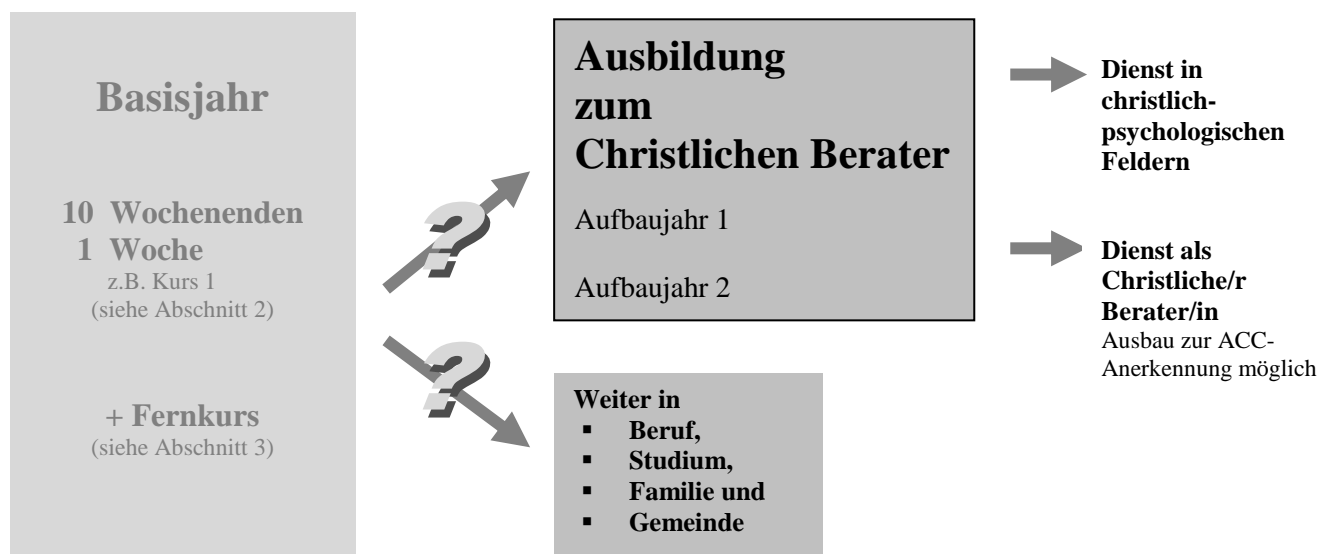 Basisjahr
10 Wochenenden
1 Woche
z.B. Kurs 1
(siehe Abschnitt 2)
+ Fernkurs
(siehe Abschnitt 3)
?
?
Ausbildung
zum
Christlichen Berater
Aufbaujahr 1
Aufbaujahr 2
Weiter in
▪ Beruf,
▪ Studium,
▪ Familie und
▪ Gemeinde
Dienst in
christlich-
psychologischen
Feldern
Dienst als
Christliche/r
Berater/in
Ausbau zur ACC-
Anerkennung möglich